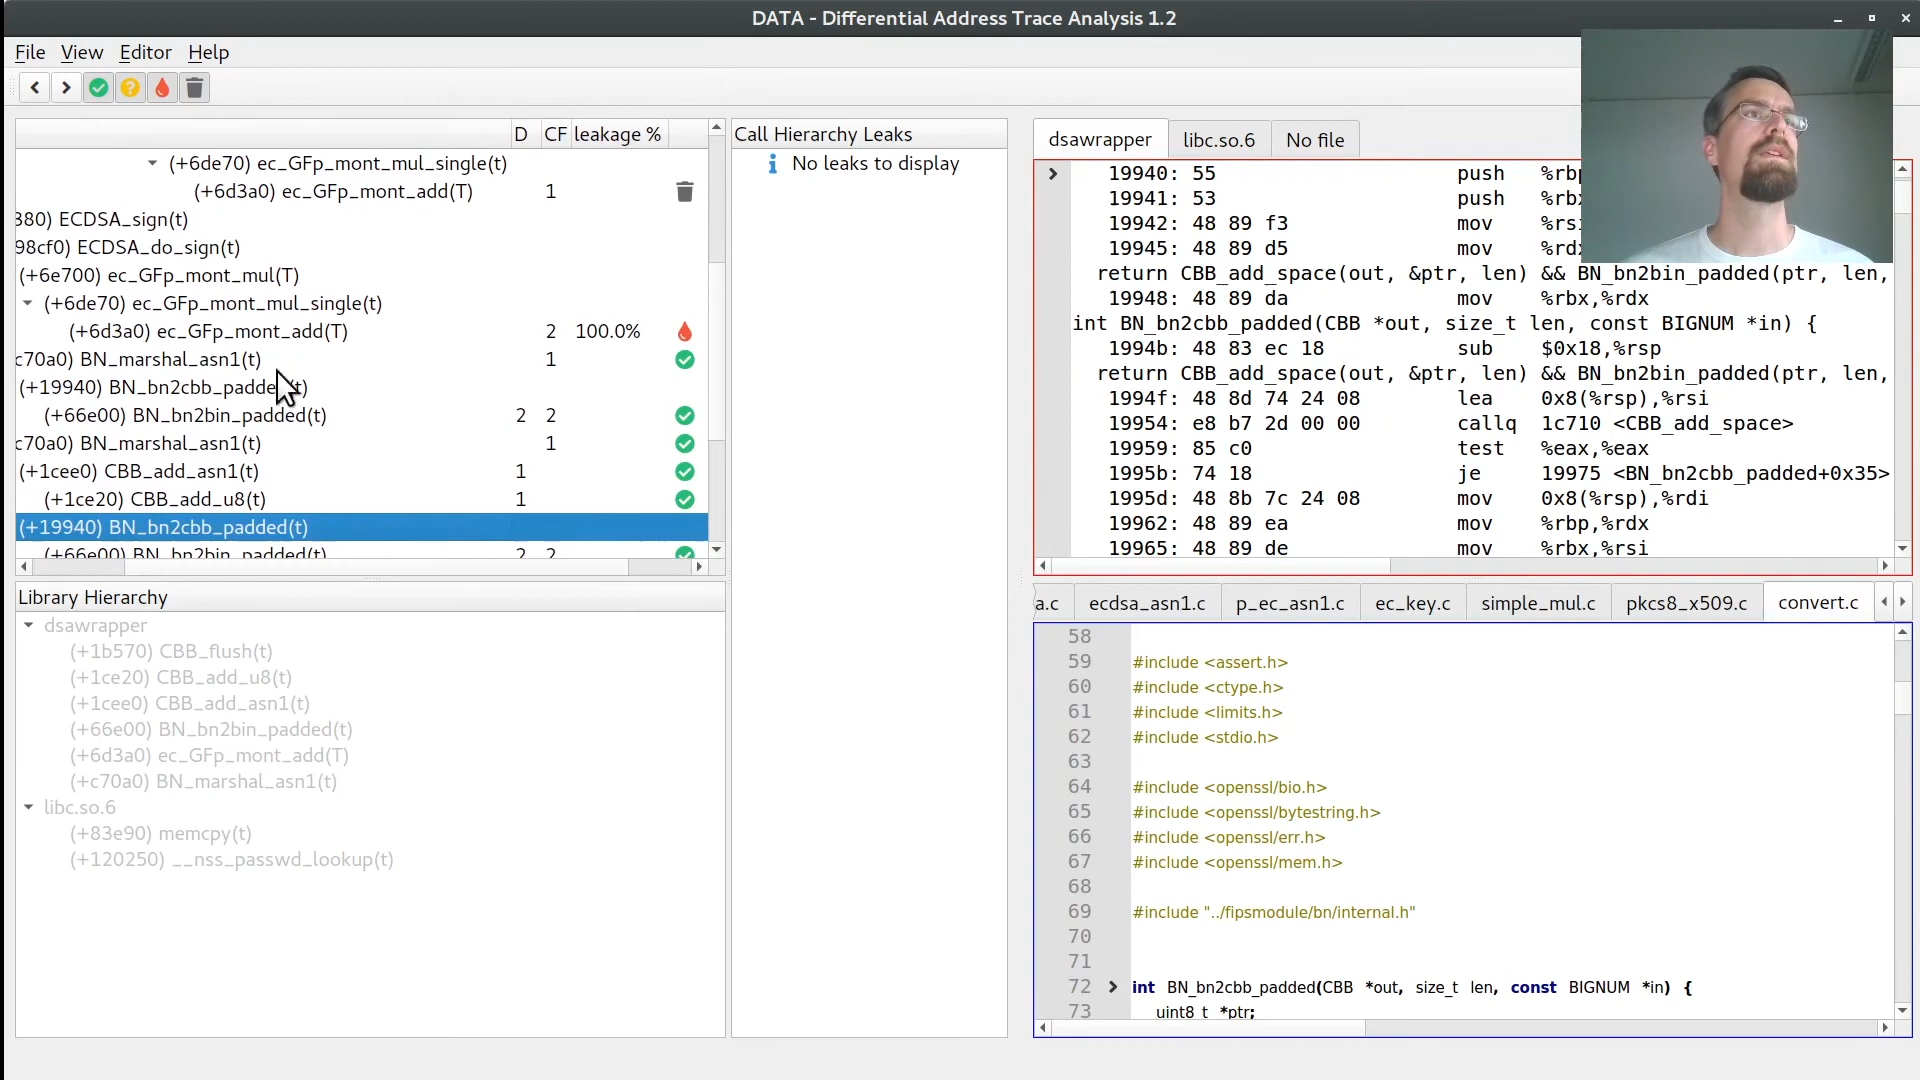 DATA - Differential Address Trace Analysis 1.2
File View Editor Help
D CF leakage %
(+6de70) ec_GFp_mont_mul_single(t)
(+6d3a0) ec_GFp_mont_add(T) 1
380) ECDSA_sign(t)
98cf0) ECDSA_do_sign(t)
(+6e700) ec_GFp_mont_mul(T)
(+6de70) ec_GFp_mont_mul_single(t)
(+6d3a0) ec_GFp_mont_add(T) 2 100.0%
c70a0) BN_marshal_asn1(t) 1
(+19940) BN_bn2cbb_padded(t)
(+66e00) BN_bn2bin_padded(t) 2 2
c70a0) BN_marshal_asn1(t) 1
(+1cee0) CBB_add_asn1(t) 1
(+1ce20) CBB_add_u8(t) 1
(+19940) BN_bn2cbb_padded(t)
(+66e00) BN_bn2bin_padded(t) 2 2
Library Hierarchy
dsawrapper
(+1b570) CBB_flush(t)
(+1ce20) CBB_add_u8(t)
(+1cee0) CBB_add_asn1(t)
(+66e00) BN_bn2bin_padded(t)
(+6d3a0) ec_GFp_mont_add(T)
(+c70a0) BN_marshal_asn1(t)
libc.so.6
(+83e90) memcpy(t)
(+120250) __nss_passwd_lookup(t)
Call Hierarchy Leaks
No leaks to display
dsawrapper libc.so.6 No file
19940: 55 push %rbp
19941: 53 push %rbx
19942: 48 89 f3 mov %rsi
19945: 48 89 d5 mov %rdx
return CBB_add_space(out, &ptr, len) && BN_bn2bin_padded(ptr, len,
19948: 48 89 da mov %rbx,%rdx
int BN_bn2cbb_padded(CBB *out, size_t len, const BIGNUM *in) {
1994b: 48 83 ec 18 sub $0x18,%rsp
return CBB_add_space(out, &ptr, len) && BN_bn2bin_padded(ptr, len,
1994f: 48 8d 74 24 08 lea 0x8(%rsp),%rsi
19954: e8 b7 2d 00 00 callq 1c710 <CBB_add_space>
19959: 85 c0 test %eax,%eax
1995b: 74 18 je 19975 <BN_bn2cbb_padded+0x35>
1995d: 48 8b 7c 24 08 mov 0x8(%rsp),%rdi
19962: 48 89 ea mov %rbp,%rdx
19965: 48 89 de mov %rbx,%rsi
a.c ecdsa_asn1.c p_ec_asn1.c ec_key.c simple_mul.c pkcs8_x509.c convert.c
58
59 #include <assert.h>
60 #include <ctype.h>
61 #include <limits.h>
62 #include <stdio.h>
63
64 #include <openssl/bio.h>
65 #include <openssl/bytestring.h>
66 #include <openssl/err.h>
67 #include <openssl/mem.h>
68
69 #include "../fipsmodule/bn/internal.h"
70
71
72 int BN_bn2cbb_padded(CBB *out, size_t len, const BIGNUM *in) {
73 uint8_t *ptr;